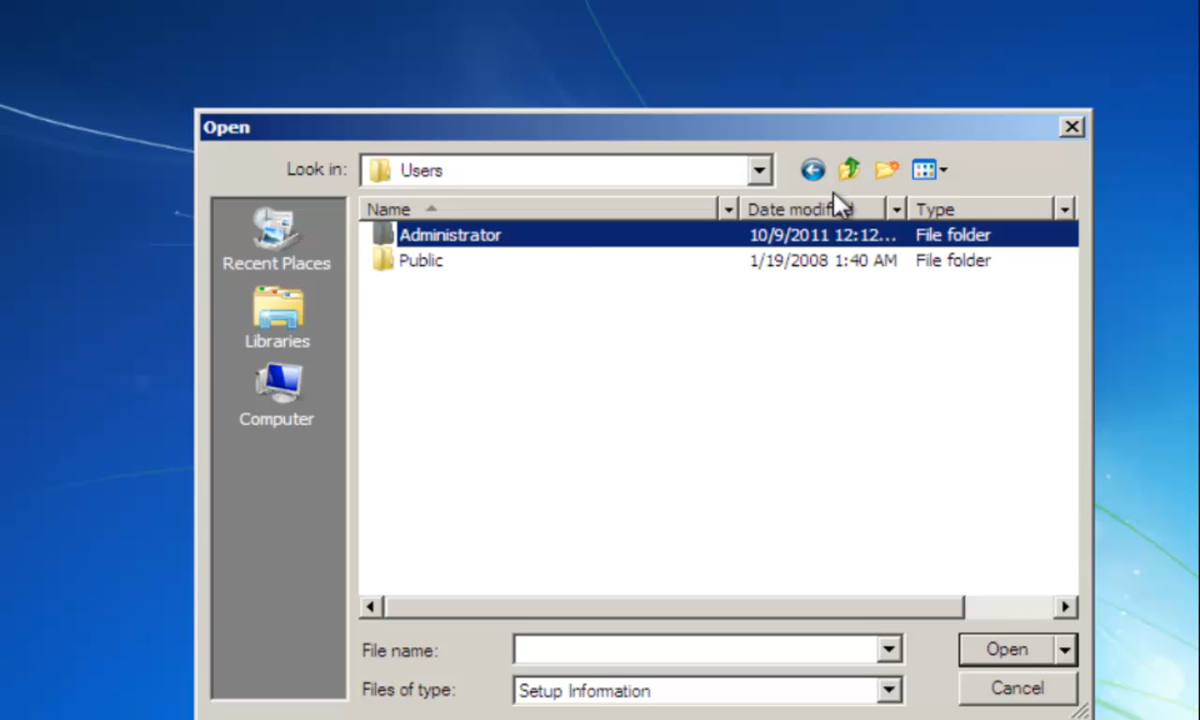 Open
Look in: Users
Name Date modified Type
Administrator 10/9/2011 12:12... File folder
Public 1/19/2008 1:40 AM File folder
Recent Places
Libraries
Computer
File name: Open
Files of type: Setup Information Cancel